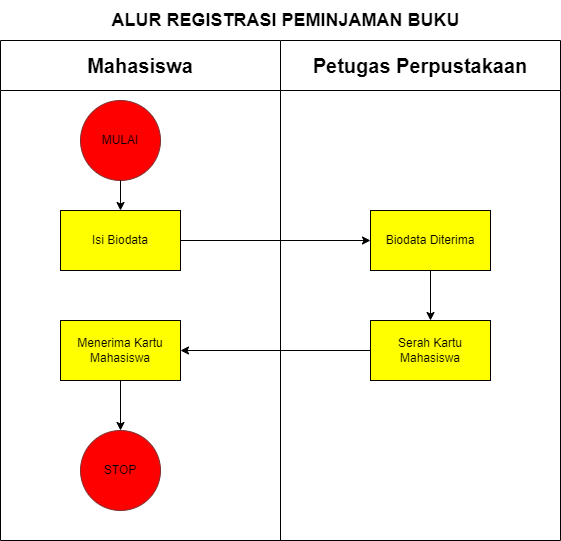 ALUR REGISTRASI PEMINJAMAN BUKU
Mahasiswa
Petugas Perpustakaan
MULAI
Isi Biodata
Biodata Diterima
Menerima Kartu
Mahasiswa
Serah Kartu
Mahasiswa
STOP